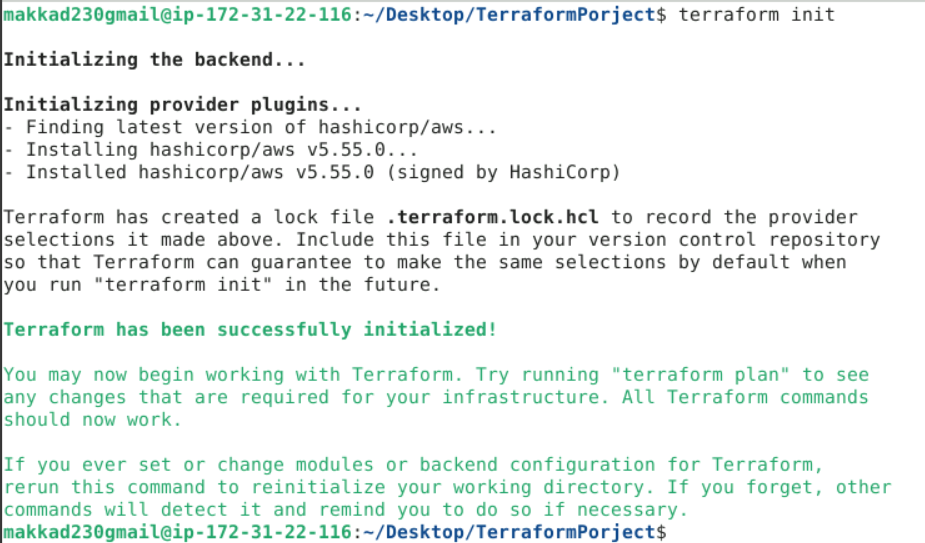 makkad230gmail@ip-172-31-22-116:~/Desktop/TerraformPorject$ terraform init
Initializing the backend...
Initializing provider plugins...
- Finding latest version of hashicorp/aws...
- Installing hashicorp/aws v5.55.0...
- Installed hashicorp/aws v5.55.0 (signed by HashiCorp)
Terraform has created a lock file .terraform.lock.hcl to record the provider
selections it made above. Include this file in your version control repository
so that Terraform can guarantee to make the same selections by default when
you run "terraform init" in the future.
Terraform has been successfully initialized!
You may now begin working with Terraform. Try running "terraform plan" to see
any changes that are required for your infrastructure. All Terraform commands
should now work.
If you ever set or change modules or backend configuration for Terraform,
rerun this command to reinitialize your working directory. If you forget, other
commands will detect it and remind you to do so if necessary.
makkad230gmail@ip-172-31-22-116:~/Desktop/TerraformPorject$